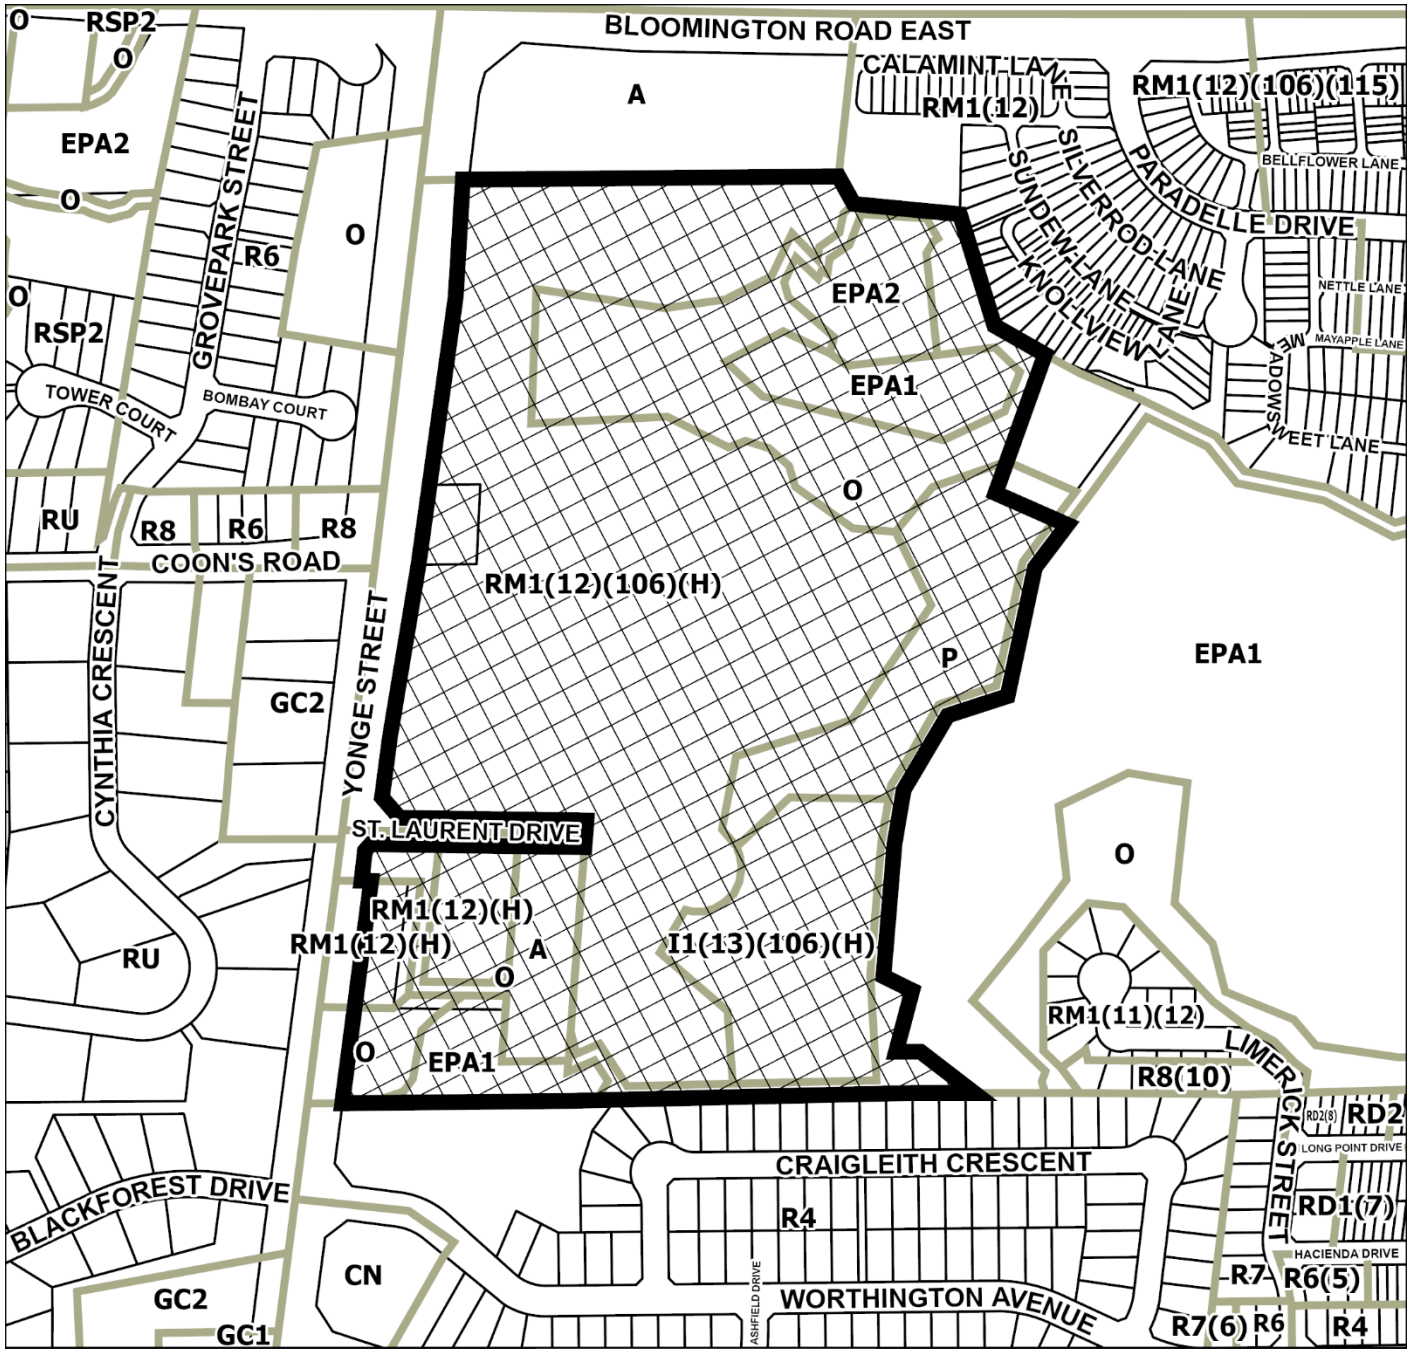 O
RSP2
BLOOMINGTON ROAD EAST
O
CALAMINT LANE
A
RM1(12)
RM1(12)(106)(115)
EPA2
BELLFLOWER LANE
SILVERROD LANE
PARADELLE DRIVE
SUNDEW LANE
O
GROVEPARK STREET
R6
O
KNOLLVIEW LANE
NETTLE LANE
O
EPA2
RSP2
MAYAPPLE LANE
MEADOWSWEET LANE
TOWER COURT
BOMBAY COURT
EPA1
O
RU
R8
R6
R8
COON'S ROAD
RM1(12)(106)(H)
CYNTHIA CRESCENT
YONGE STREET
P
EPA1
GC2
ST. LAURENT DRIVE
O
RM1(12)(H)
RM1(12)(H)
A
I1(13)(106)(H)
RU
O
RM1(11)(12)
O
EPA1
LIMERICK STREET
R8(10)
RD2(8)
RD2
LONG POINT DRIVE
CRAIGLEITH CRESCENT
BLACKFOREST DRIVE
R4
RD1(7)
HACIENDA DRIVE
CN
R7
R6(5)
GC2
ASHFIELD DRIVE
WORTHINGTON AVENUE
GC1
R7(6)
R6
R4